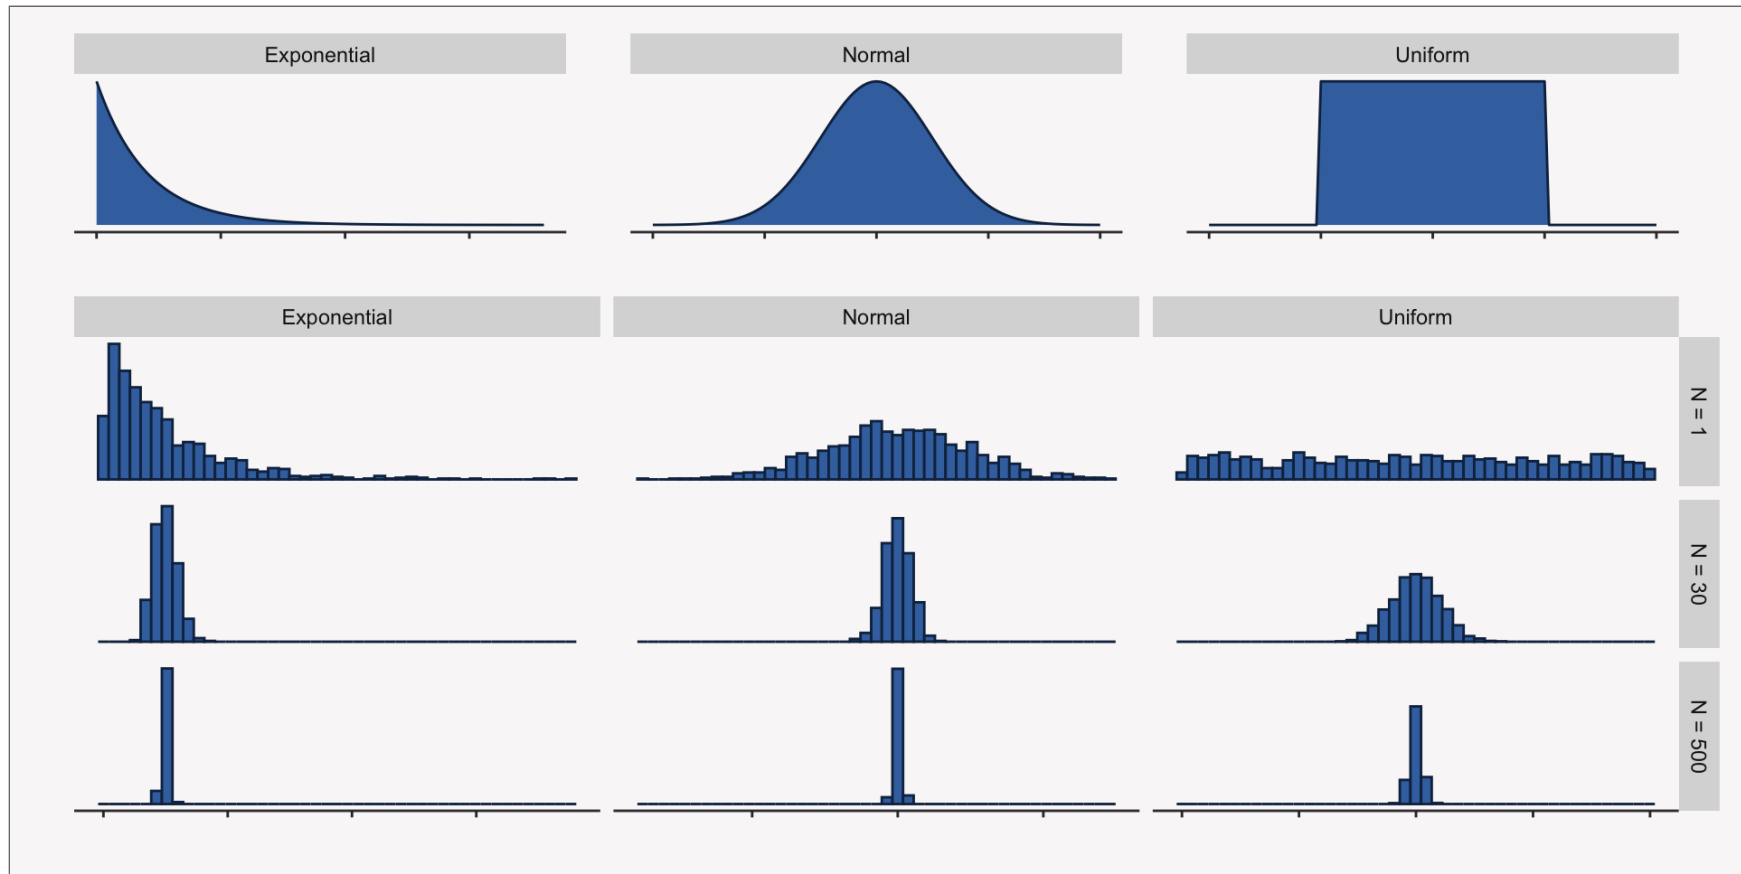 Exponential
Normal
Uniform
Exponential
Normal
Uniform
N = 1
N = 30
N = 500